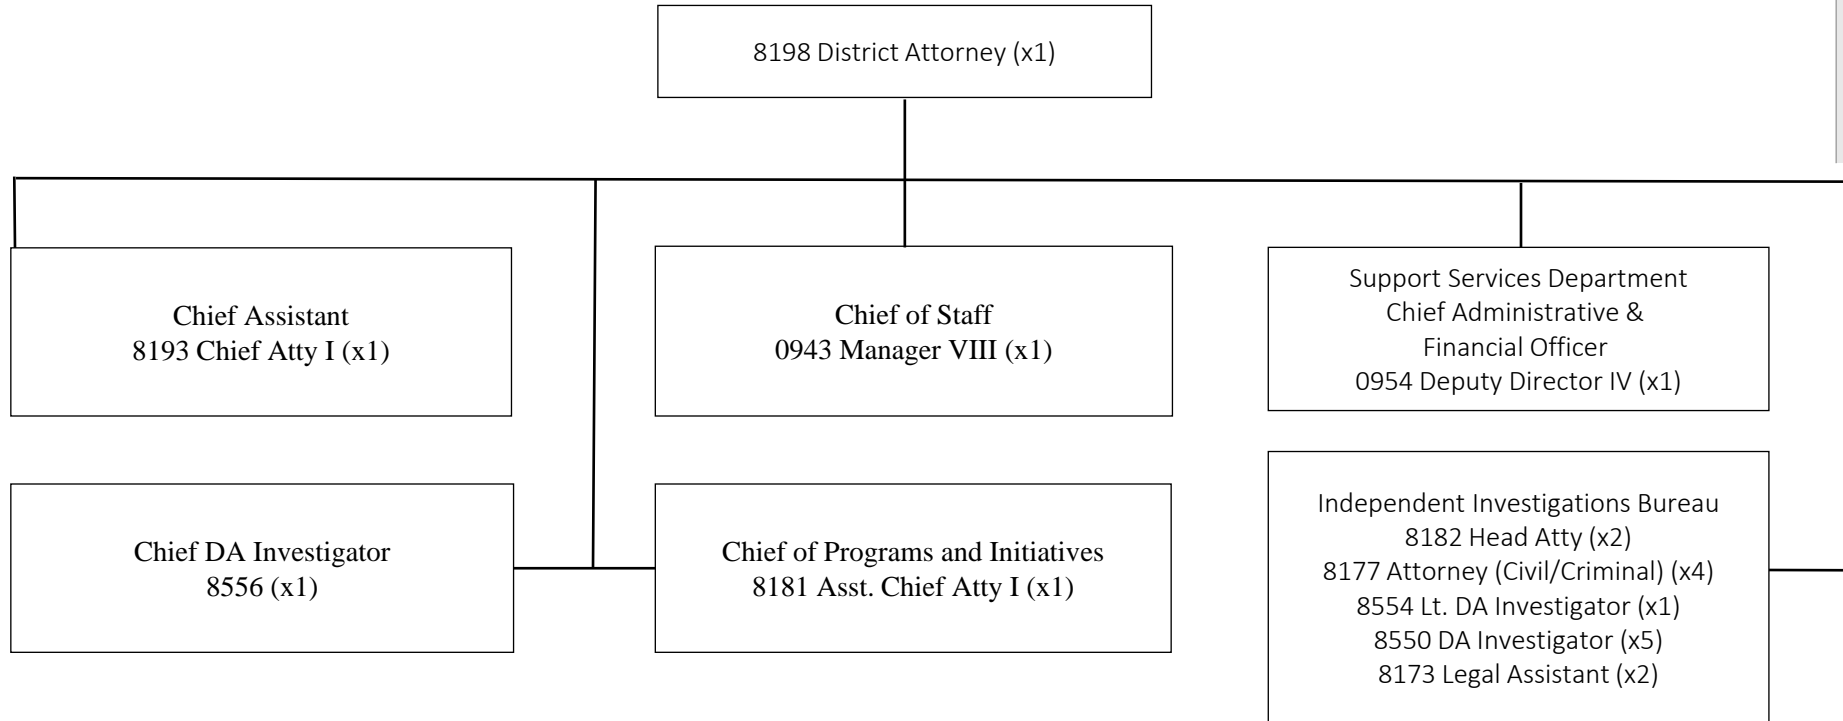 8198 District Attorney (x1)
Chief Assistant
8193 Chief Atty I (x1)
Chief of Staff
0943 Manager VIII (x1)
Support Services Department
Chief Administrative &
Financial Officer
0954 Deputy Director IV (x1)
Chief DA Investigator
8556 (x1)
Chief of Programs and Initiatives
8181 Asst. Chief Atty I (x1)
Independent Investigations Bureau
8182 Head Atty (x2)
8177 Attorney (Civil/Criminal) (x4)
8554 Lt. DA Investigator (x1)
8550 DA Investigator (x5)
8173 Legal Assistant (x2)